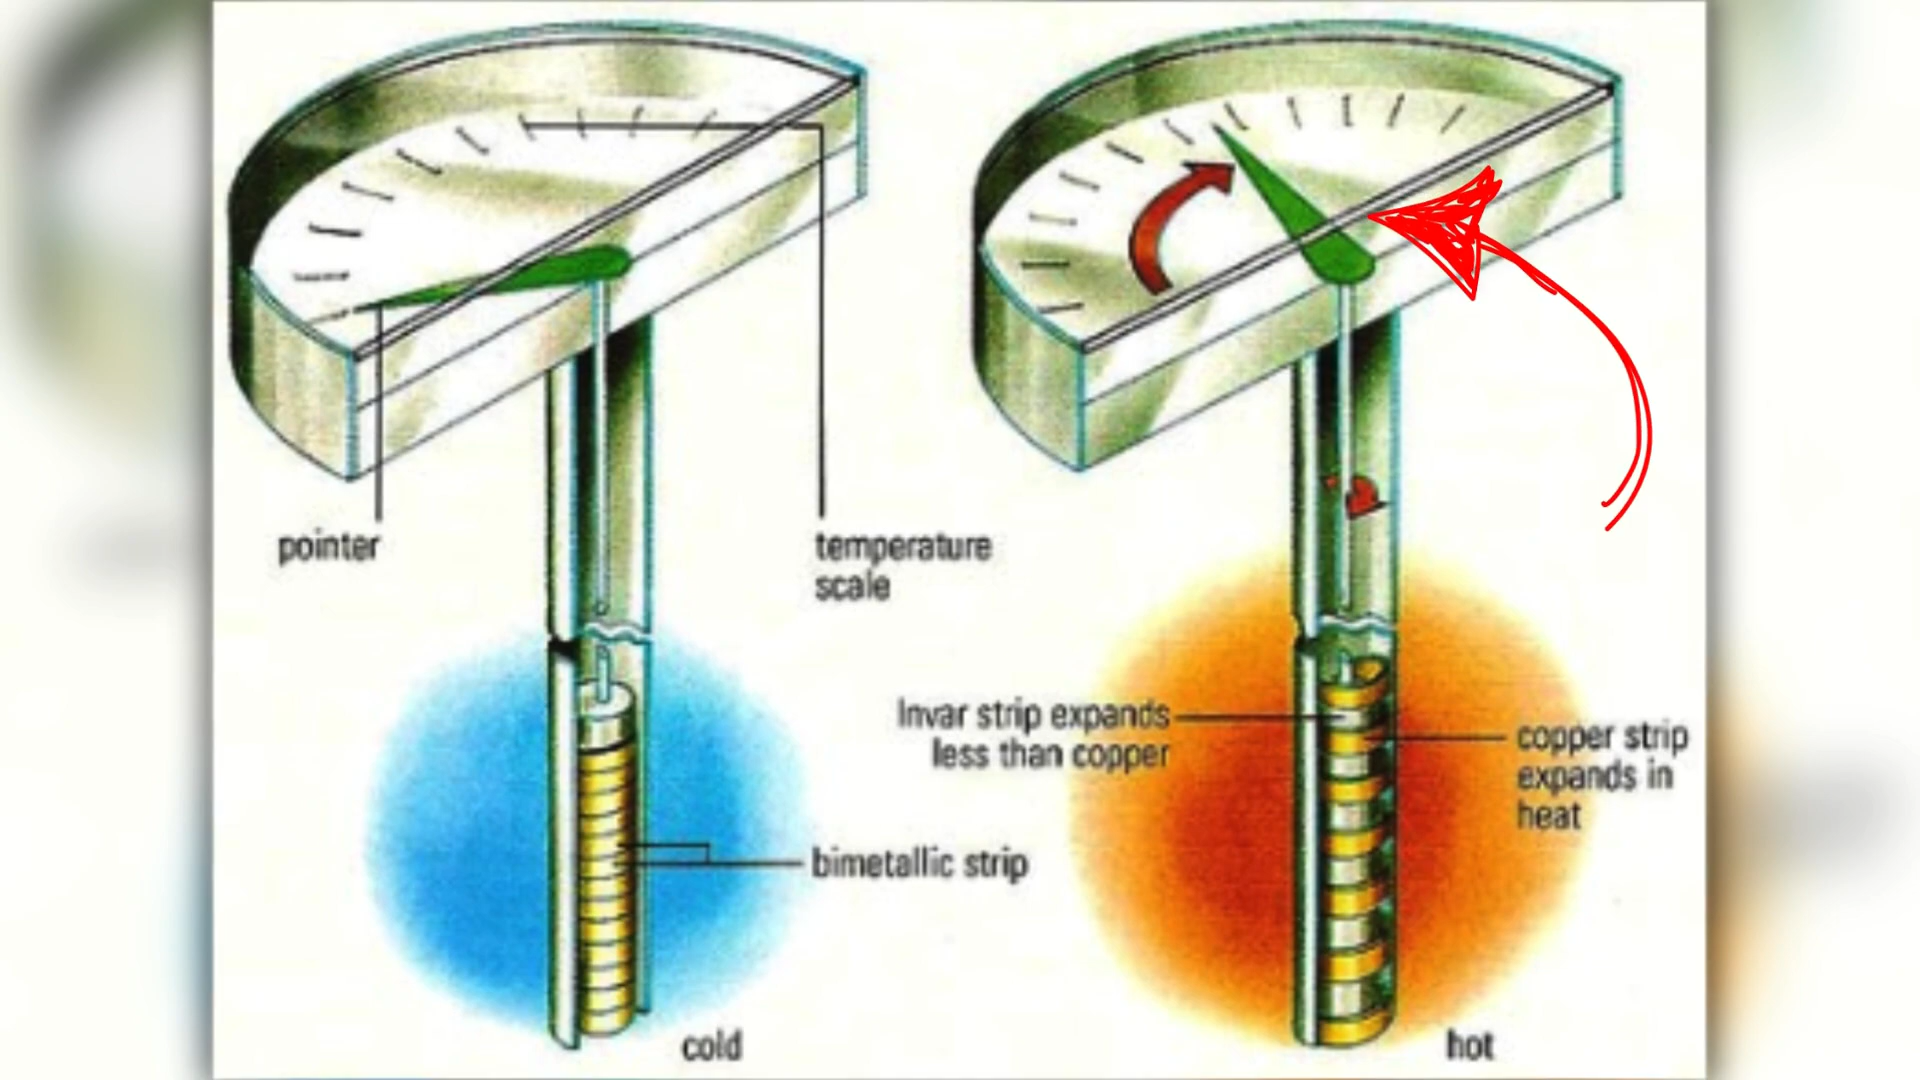 pointer
temperature
scale
Invar strip expands
less than copper
copper strip
expands in
heat
bimetallic strip
cold
hot